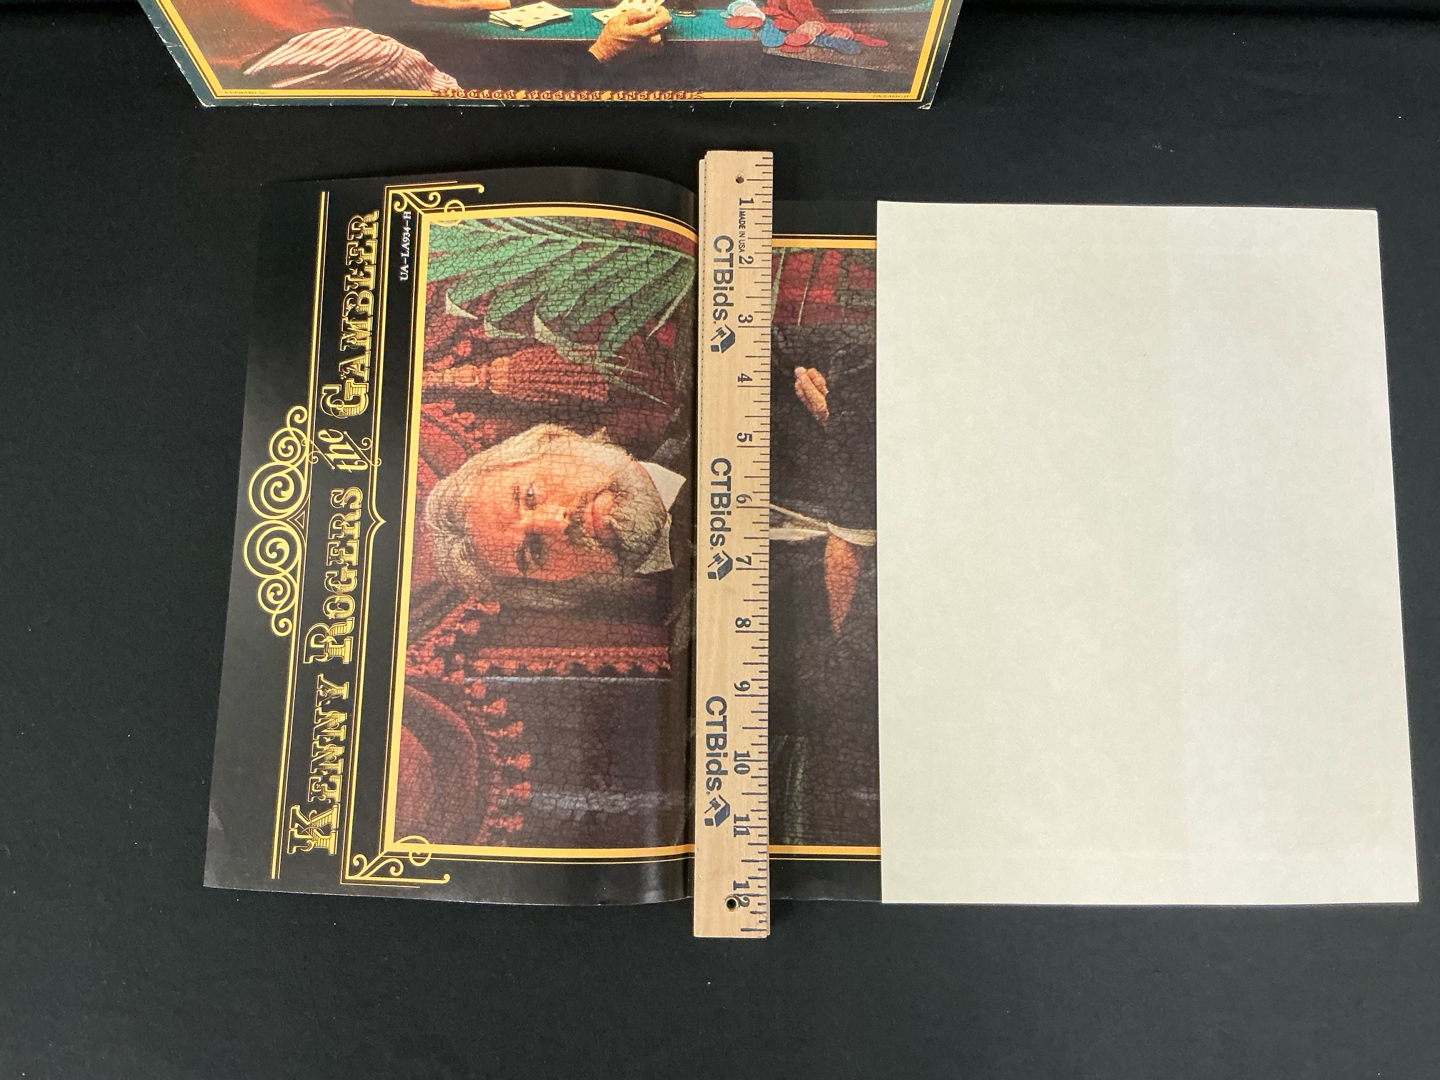 KENNY ROGERS the GAMBLER
UA-LA934-H
1 MADE IN USA 2 3 4 5 6 7 8 9 10 11 12
CTBids.
CTBids.
CTBids.